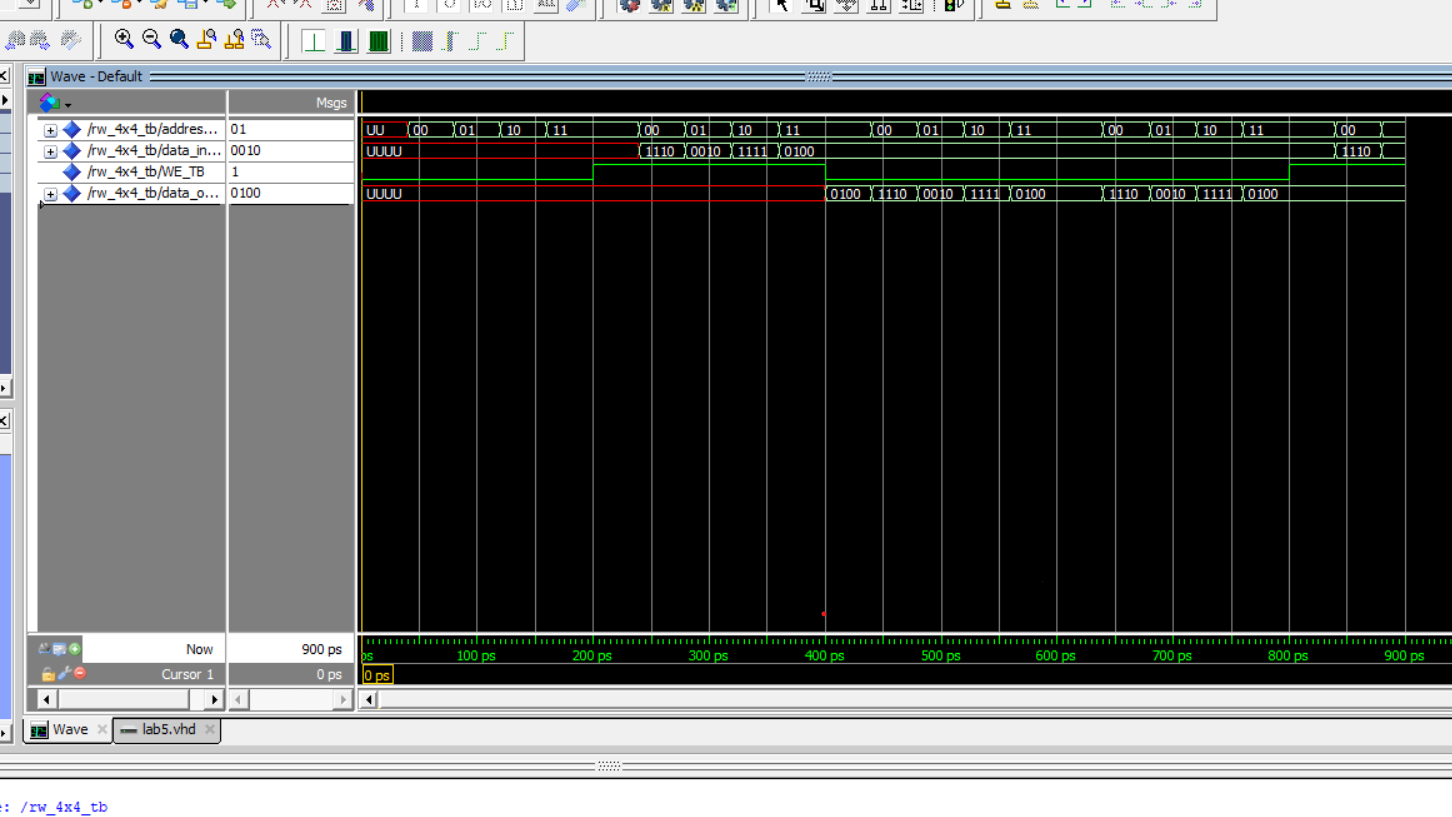 Wave - Default
Msgs
/rw_4x4_tb/addres... 01 UU 00 01 10 11 00 01 10 11 00 01 10 11 00 01 10 11 00
/rw_4x4_tb/data_in... 0010 UUUU 1110 0010 1111 0100 1110
/rw_4x4_tb/WE_TB 1
/rw_4x4_tb/data_o... 0100 UUUU 0100 1110 0010 1111 0100 1110 0010 1111 0100
Now 900 ps ps 100 ps 200 ps 300 ps 400 ps 500 ps 600 ps 700 ps 800 ps 900 ps
Cursor 1 0 ps 0 ps
Wave lab5.vhd
: /rw_4x4_tb